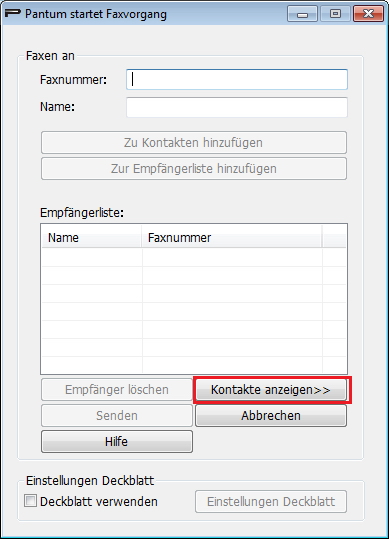 Pantum startet Faxvorgang
Faxen an
Faxnummer:
Name:
Zu Kontakten hinzufügen
Zur Empfängerliste hinzufügen
Empfängerliste:
Name Faxnummer
Empfänger löschen Kontakte anzeigen>>
Senden Abbrechen
Hilfe
Einstellungen Deckblatt
Deckblatt verwenden Einstellungen Deckblatt